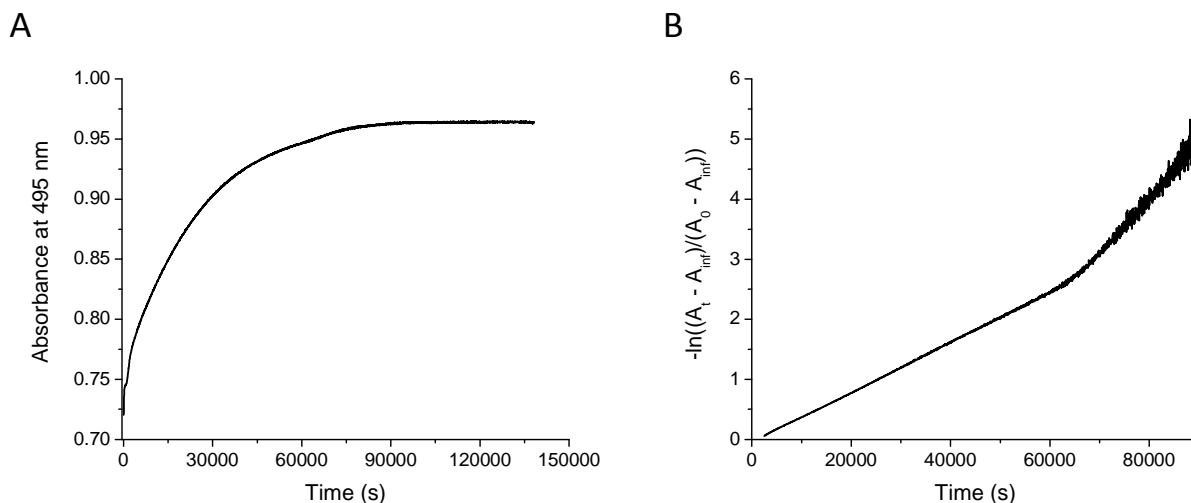 A
B
1.00
0.95
0.90
0.85
0.80
0.75
0.70
Absorbance at 495 nm
0 30000 60000 90000 120000 150000
Time (s)
6
5
4
3
2
1
0
-ln((A_t - A_inf)/(A_0 - A_inf))
0 20000 40000 60000 80000
Time (s)